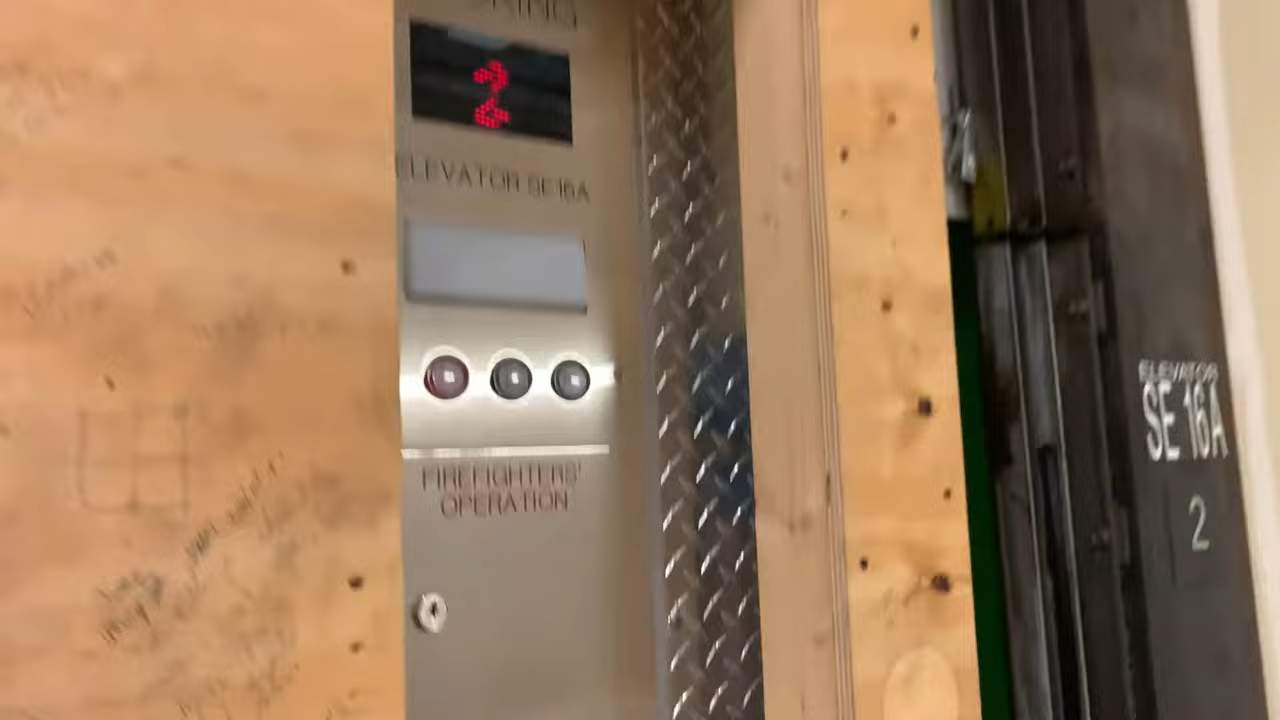 2
ELEVATOR SE16A
FIREFIGHTERS'
OPERATION
ELEVATOR
SE 16A
2